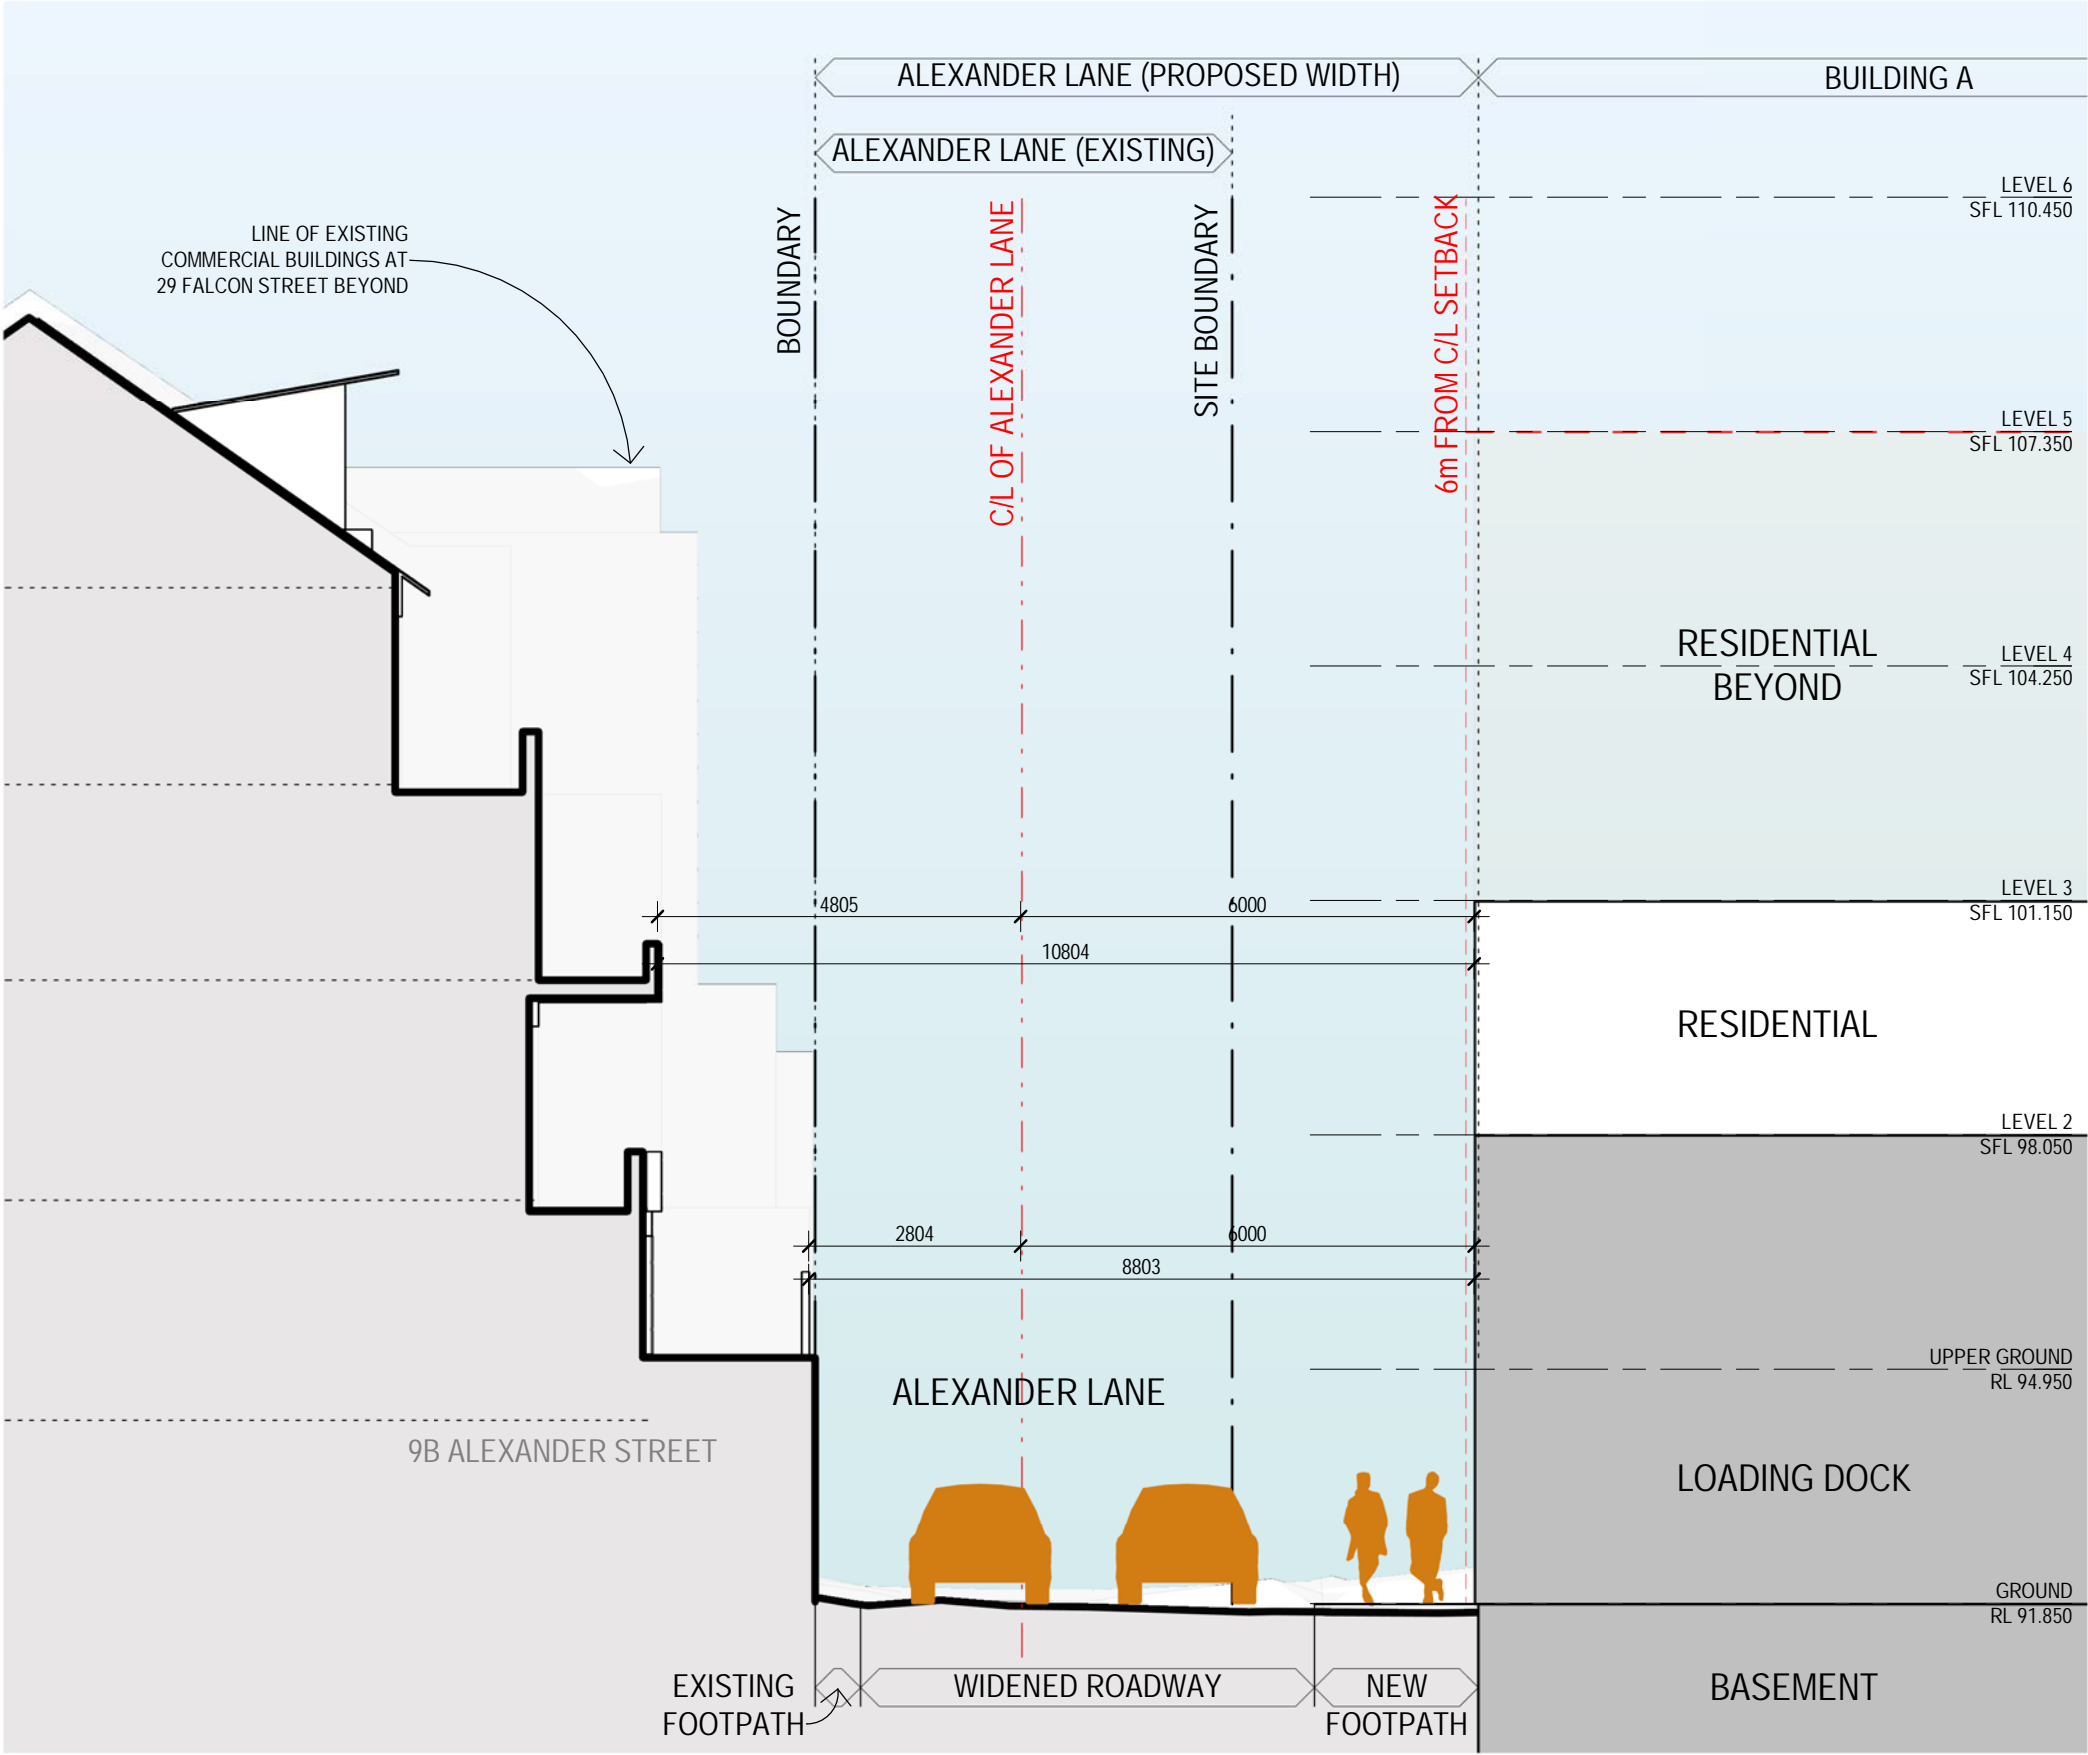 ALEXANDER LANE (PROPOSED WIDTH)
BUILDING A
ALEXANDER LANE (EXISTING)
LEVEL 6
SFL 110.450
LINE OF EXISTING
COMMERCIAL BUILDINGS AT
29 FALCON STREET BEYOND
BOUNDARY
C/L OF ALEXANDER LANE
SITE BOUNDARY
6m FROM C/L SETBACK
LEVEL 5
SFL 107.350
RESIDENTIAL
BEYOND
LEVEL 4
SFL 104.250
LEVEL 3
SFL 101.150
4805
6000
10804
RESIDENTIAL
LEVEL 2
SFL 98.050
2804
6000
8803
UPPER GROUND
RL 94.950
ALEXANDER LANE
9B ALEXANDER STREET
LOADING DOCK
GROUND
RL 91.850
EXISTING
FOOTPATH
WIDENED ROADWAY
NEW
FOOTPATH
BASEMENT